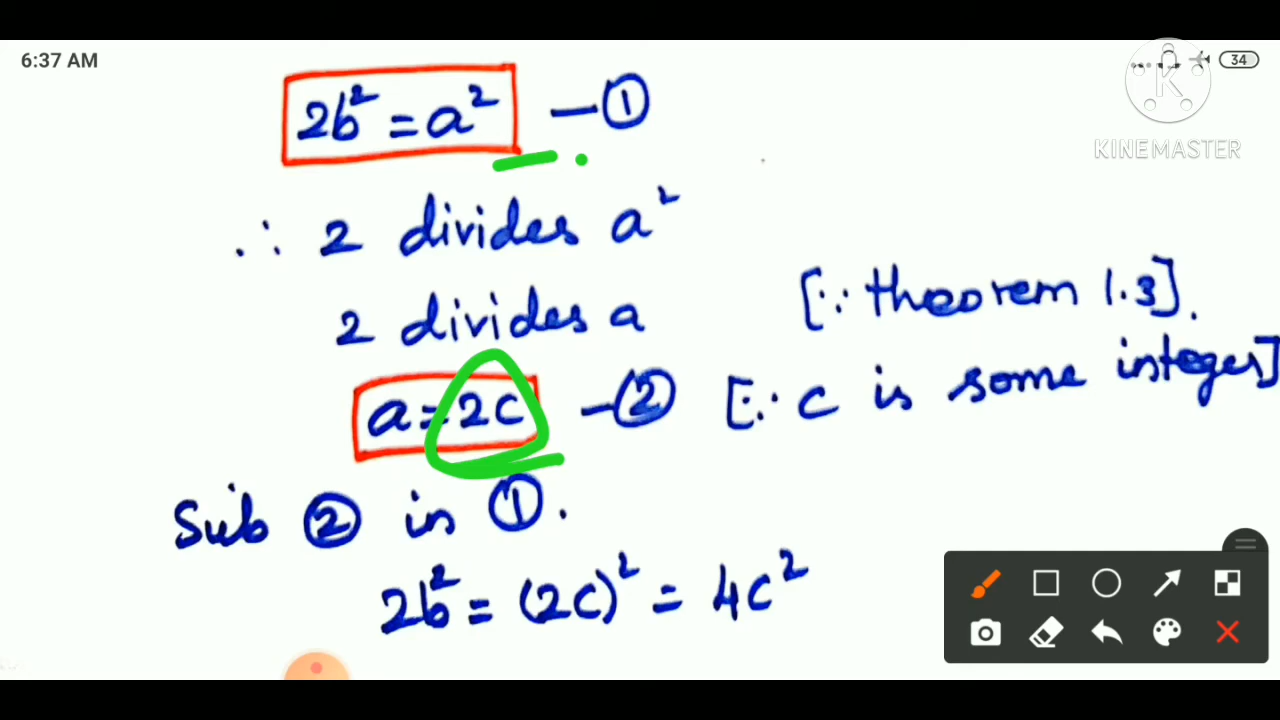 6:37 AM
34
KINEMASTER
2b² = a² — ①
∴ 2 divides a²
2 divides a [∵ theorem 1.3].
a = 2c — ② [∵ c is some integer]
Sub ② in ①.
2b² = (2c)² = 4c²